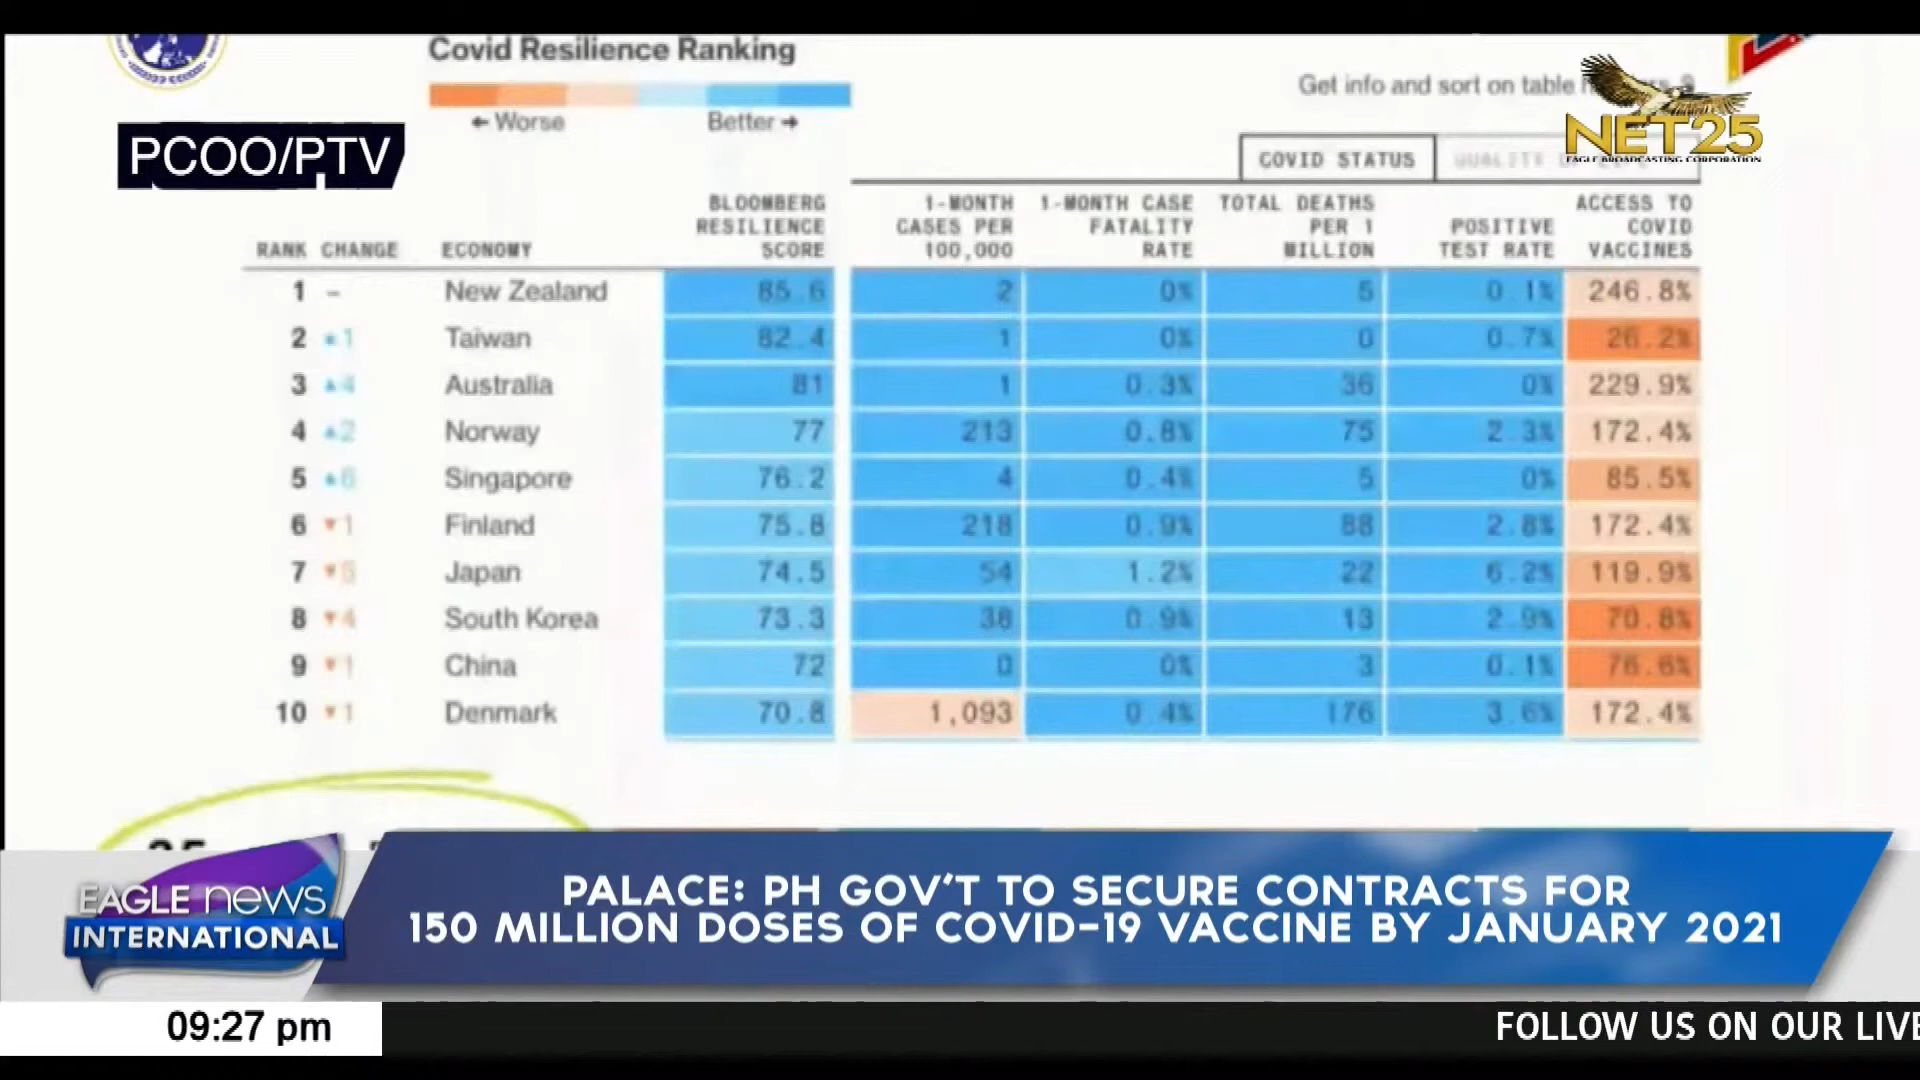 Covid Resilience Ranking
Get info and sort on table
← Worse
Better →
PCOO/PTV
NET25
EAGLE BROADCASTING CORPORATION
COVID STATUS
RANK CHANGE ECONOMY BLOOMBERG RESILIENCE SCORE 1-MONTH CASES PER 100,000 1-MONTH CASE FATALITY RATE TOTAL DEATHS PER 1 MILLION POSITIVE TEST RATE ACCESS TO COVID VACCINES
1 – New Zealand 85.6 2 0% 5 0.1% 246.8%
2 1 Taiwan 82.4 1 0% 0 0.7% 26.2%
3 ▲4 Australia 81 1 0.3% 36 0% 229.9%
4 ▲2 Norway 77 213 0.8% 75 2.3% 172.4%
5 ▲6 Singapore 76.2 4 0.4% 5 0% 85.5%
6 ▼1 Finland 75.8 218 0.9% 88 2.8% 172.4%
7 ▼5 Japan 74.5 54 1.2% 22 6.2% 119.9%
8 ▼4 South Korea 73.3 38 0.9% 13 2.9% 70.8%
9 ▼1 China 72 0 0% 3 0.1% 76.6%
10 ▼1 Denmark 70.8 1,093 0.4% 176 3.6% 172.4%
EAGLE news
INTERNATIONAL
PALACE: PH GOV'T TO SECURE CONTRACTS FOR
150 MILLION DOSES OF COVID-19 VACCINE BY JANUARY 2021
09:27 pm
FOLLOW US ON OUR LIVE